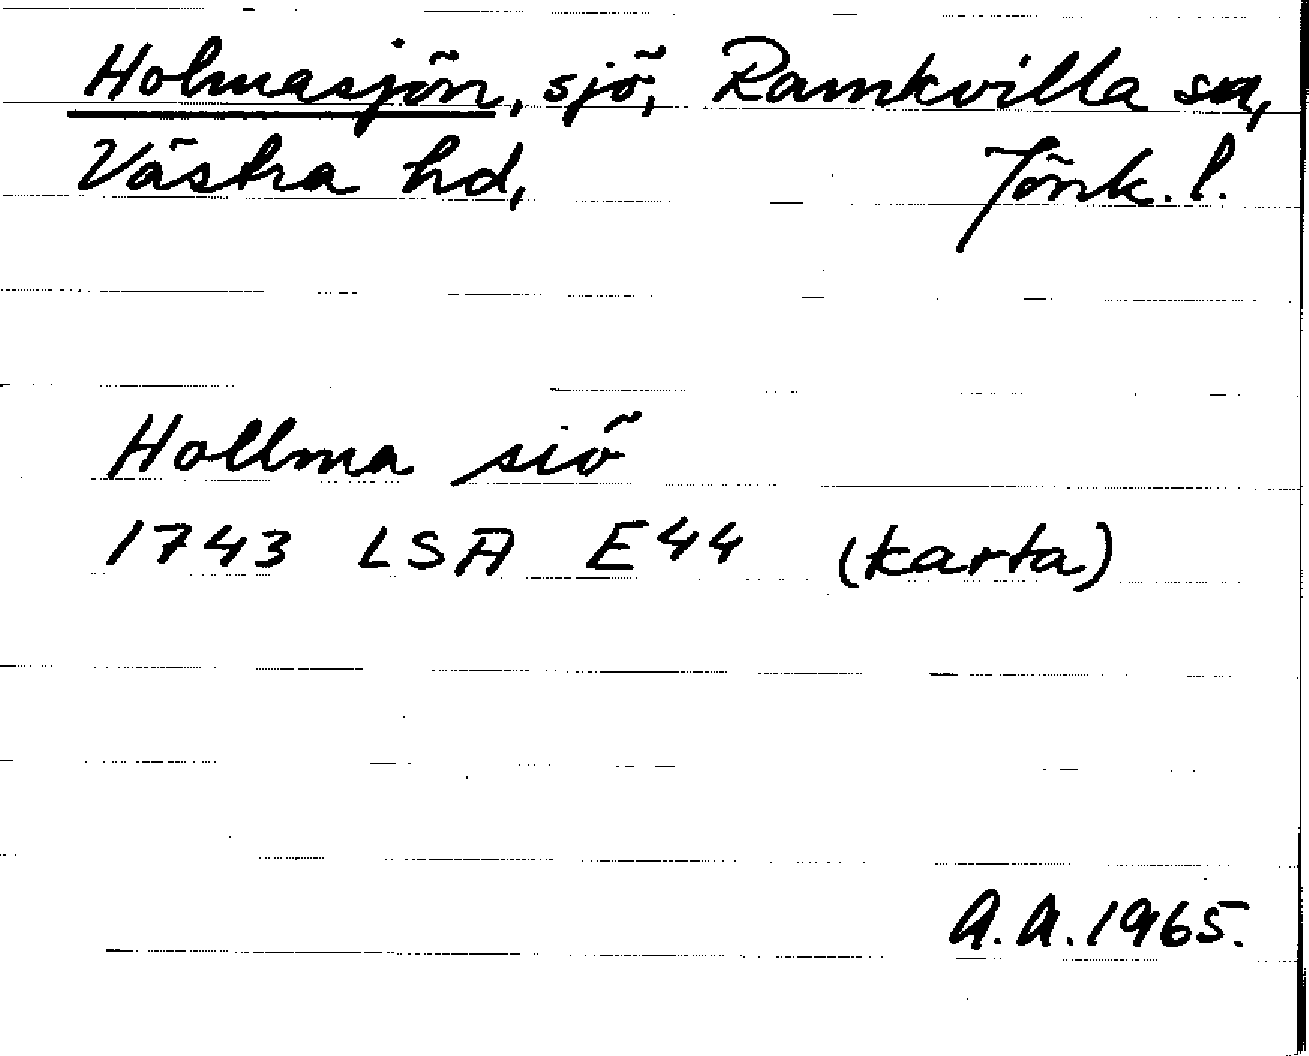 Holmasjön, sjö, Ramkvilla sn,
Västra hd, Jönk. l.
Hollma siö
1743 LSA E44 (karta)
A.A. 1965.